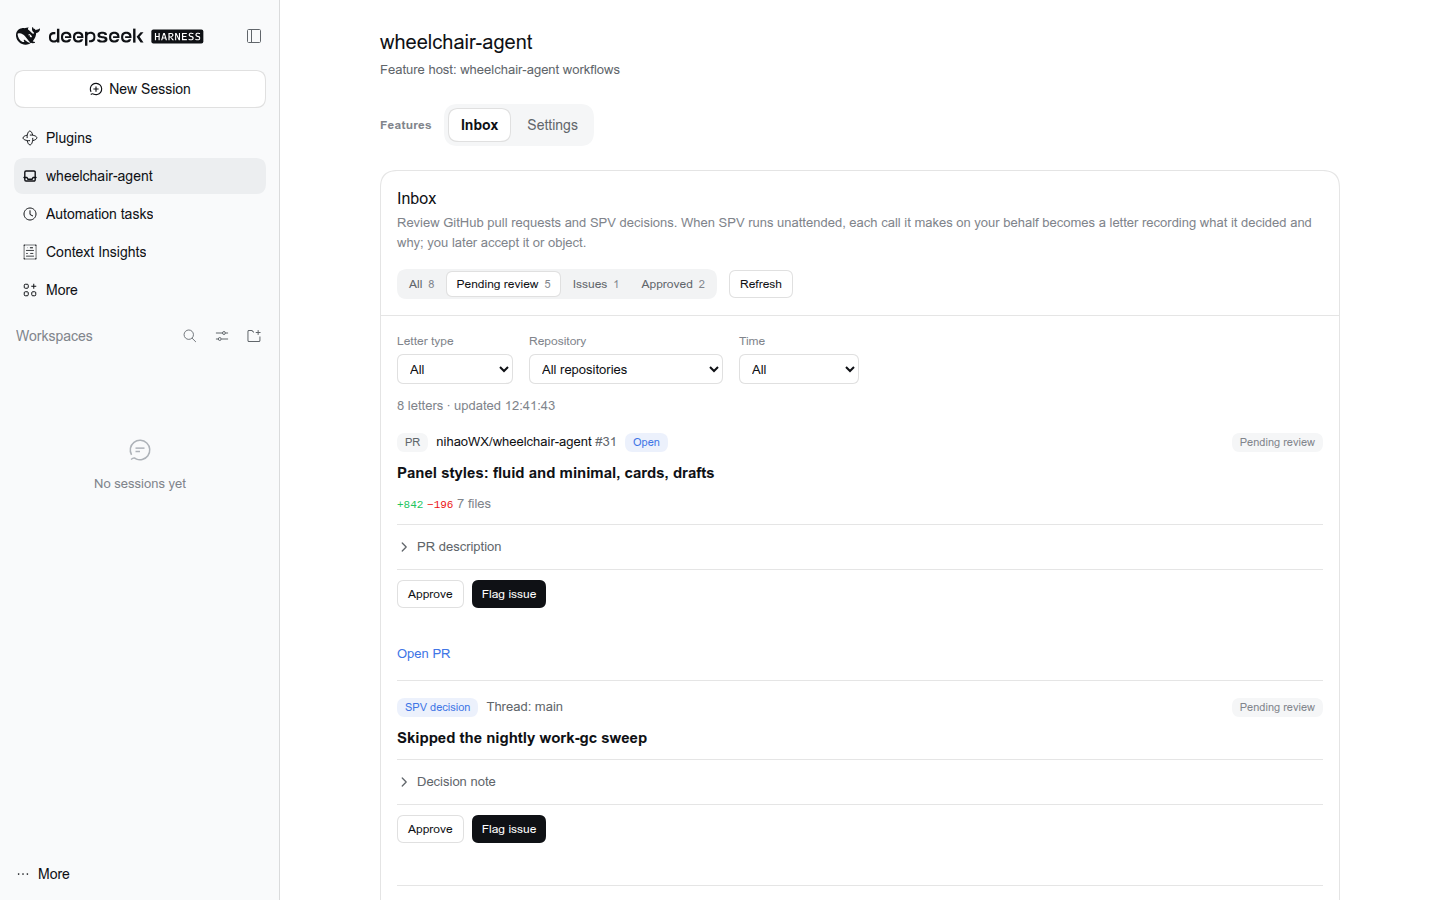 deepseek HARNESS
New Session
Plugins
wheelchair-agent
Automation tasks
Context Insights
More
Workspaces
No sessions yet
More
wheelchair-agent
Feature host: wheelchair-agent workflows
Features Inbox Settings
Inbox
Review GitHub pull requests and SPV decisions. When SPV runs unattended, each call it makes on your behalf becomes a letter recording what it decided and
why; you later accept it or object.
All 8 Pending review 5 Issues 1 Approved 2 Refresh
Letter type Repository Time
All All repositories All
8 letters · updated 12:41:43
PR nihaoWX/wheelchair-agent #31 Open Pending review
Panel styles: fluid and minimal, cards, drafts
+842 −196 7 files
PR description
Approve Flag issue
Open PR
SPV decision Thread: main Pending review
Skipped the nightly work-gc sweep
Decision note
Approve Flag issue